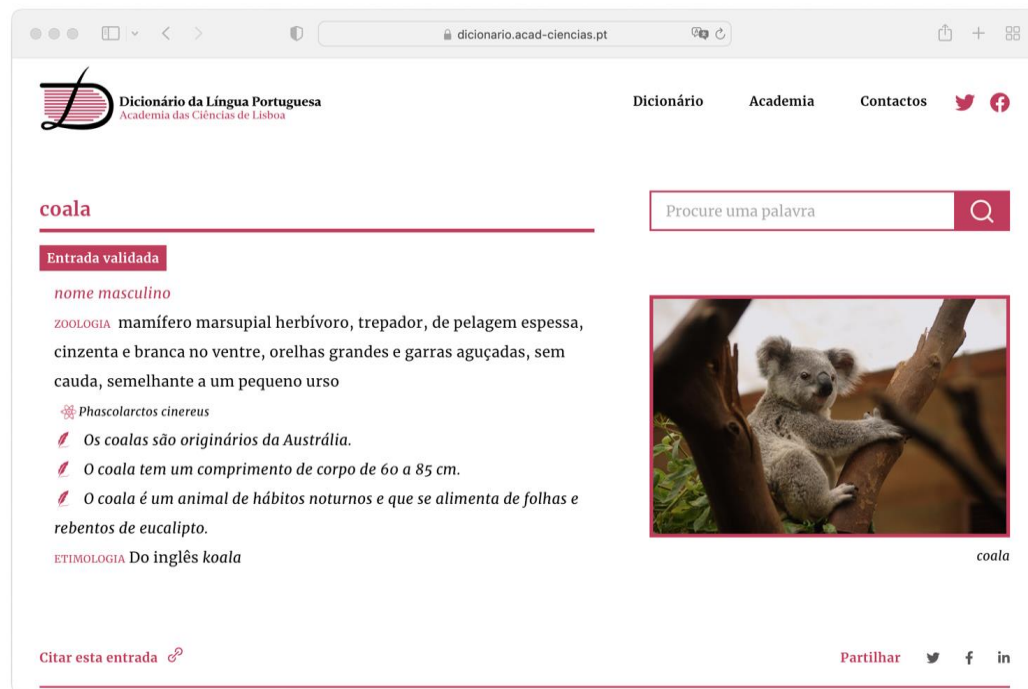 dicionario.acad-ciencias.pt
Dicionário da Língua Portuguesa
Academia das Ciências de Lisboa
Dicionário
Academia
Contactos
coala
Procure uma palavra
Entrada validada
nome masculino
ZOOLOGIA mamífero marsupial herbívoro, trepador, de pelagem espessa,
cinzenta e branca no ventre, orelhas grandes e garras aguçadas, sem
cauda, semelhante a um pequeno urso
Phascolarctos cinereus
Os coalas são originários da Austrália.
O coala tem um comprimento de corpo de 60 a 85 cm.
O coala é um animal de hábitos noturnos e que se alimenta de folhas e
rebentos de eucalipto.
ETIMOLOGIA Do inglês koala
coala
Citar esta entrada
Partilhar